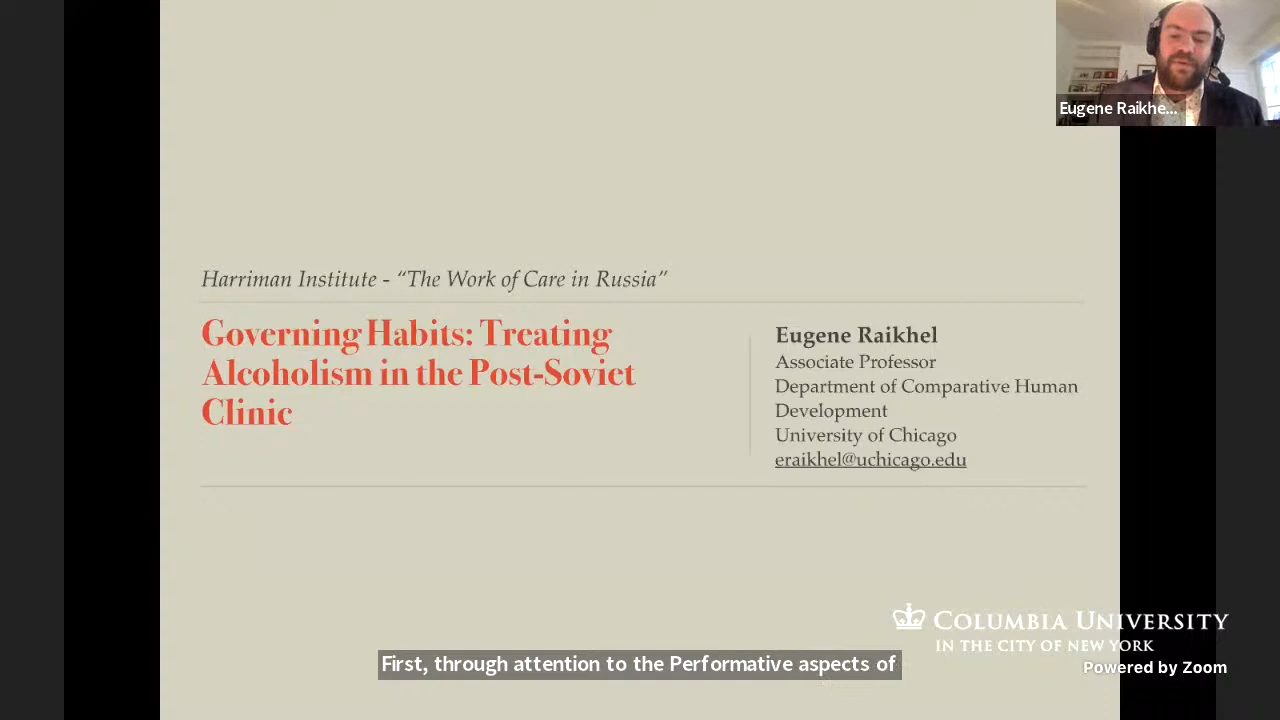 Eugene Raikhe...
Harriman Institute - “The Work of Care in Russia”
Governing Habits: Treating
Alcoholism in the Post-Soviet
Clinic
Eugene Raikhel
Associate Professor
Department of Comparative Human
Development
University of Chicago
eraikhel@uchicago.edu
COLUMBIA UNIVERSITY
IN THE CITY OF NEW YORK
First, through attention to the Performative aspects of
Powered by Zoom